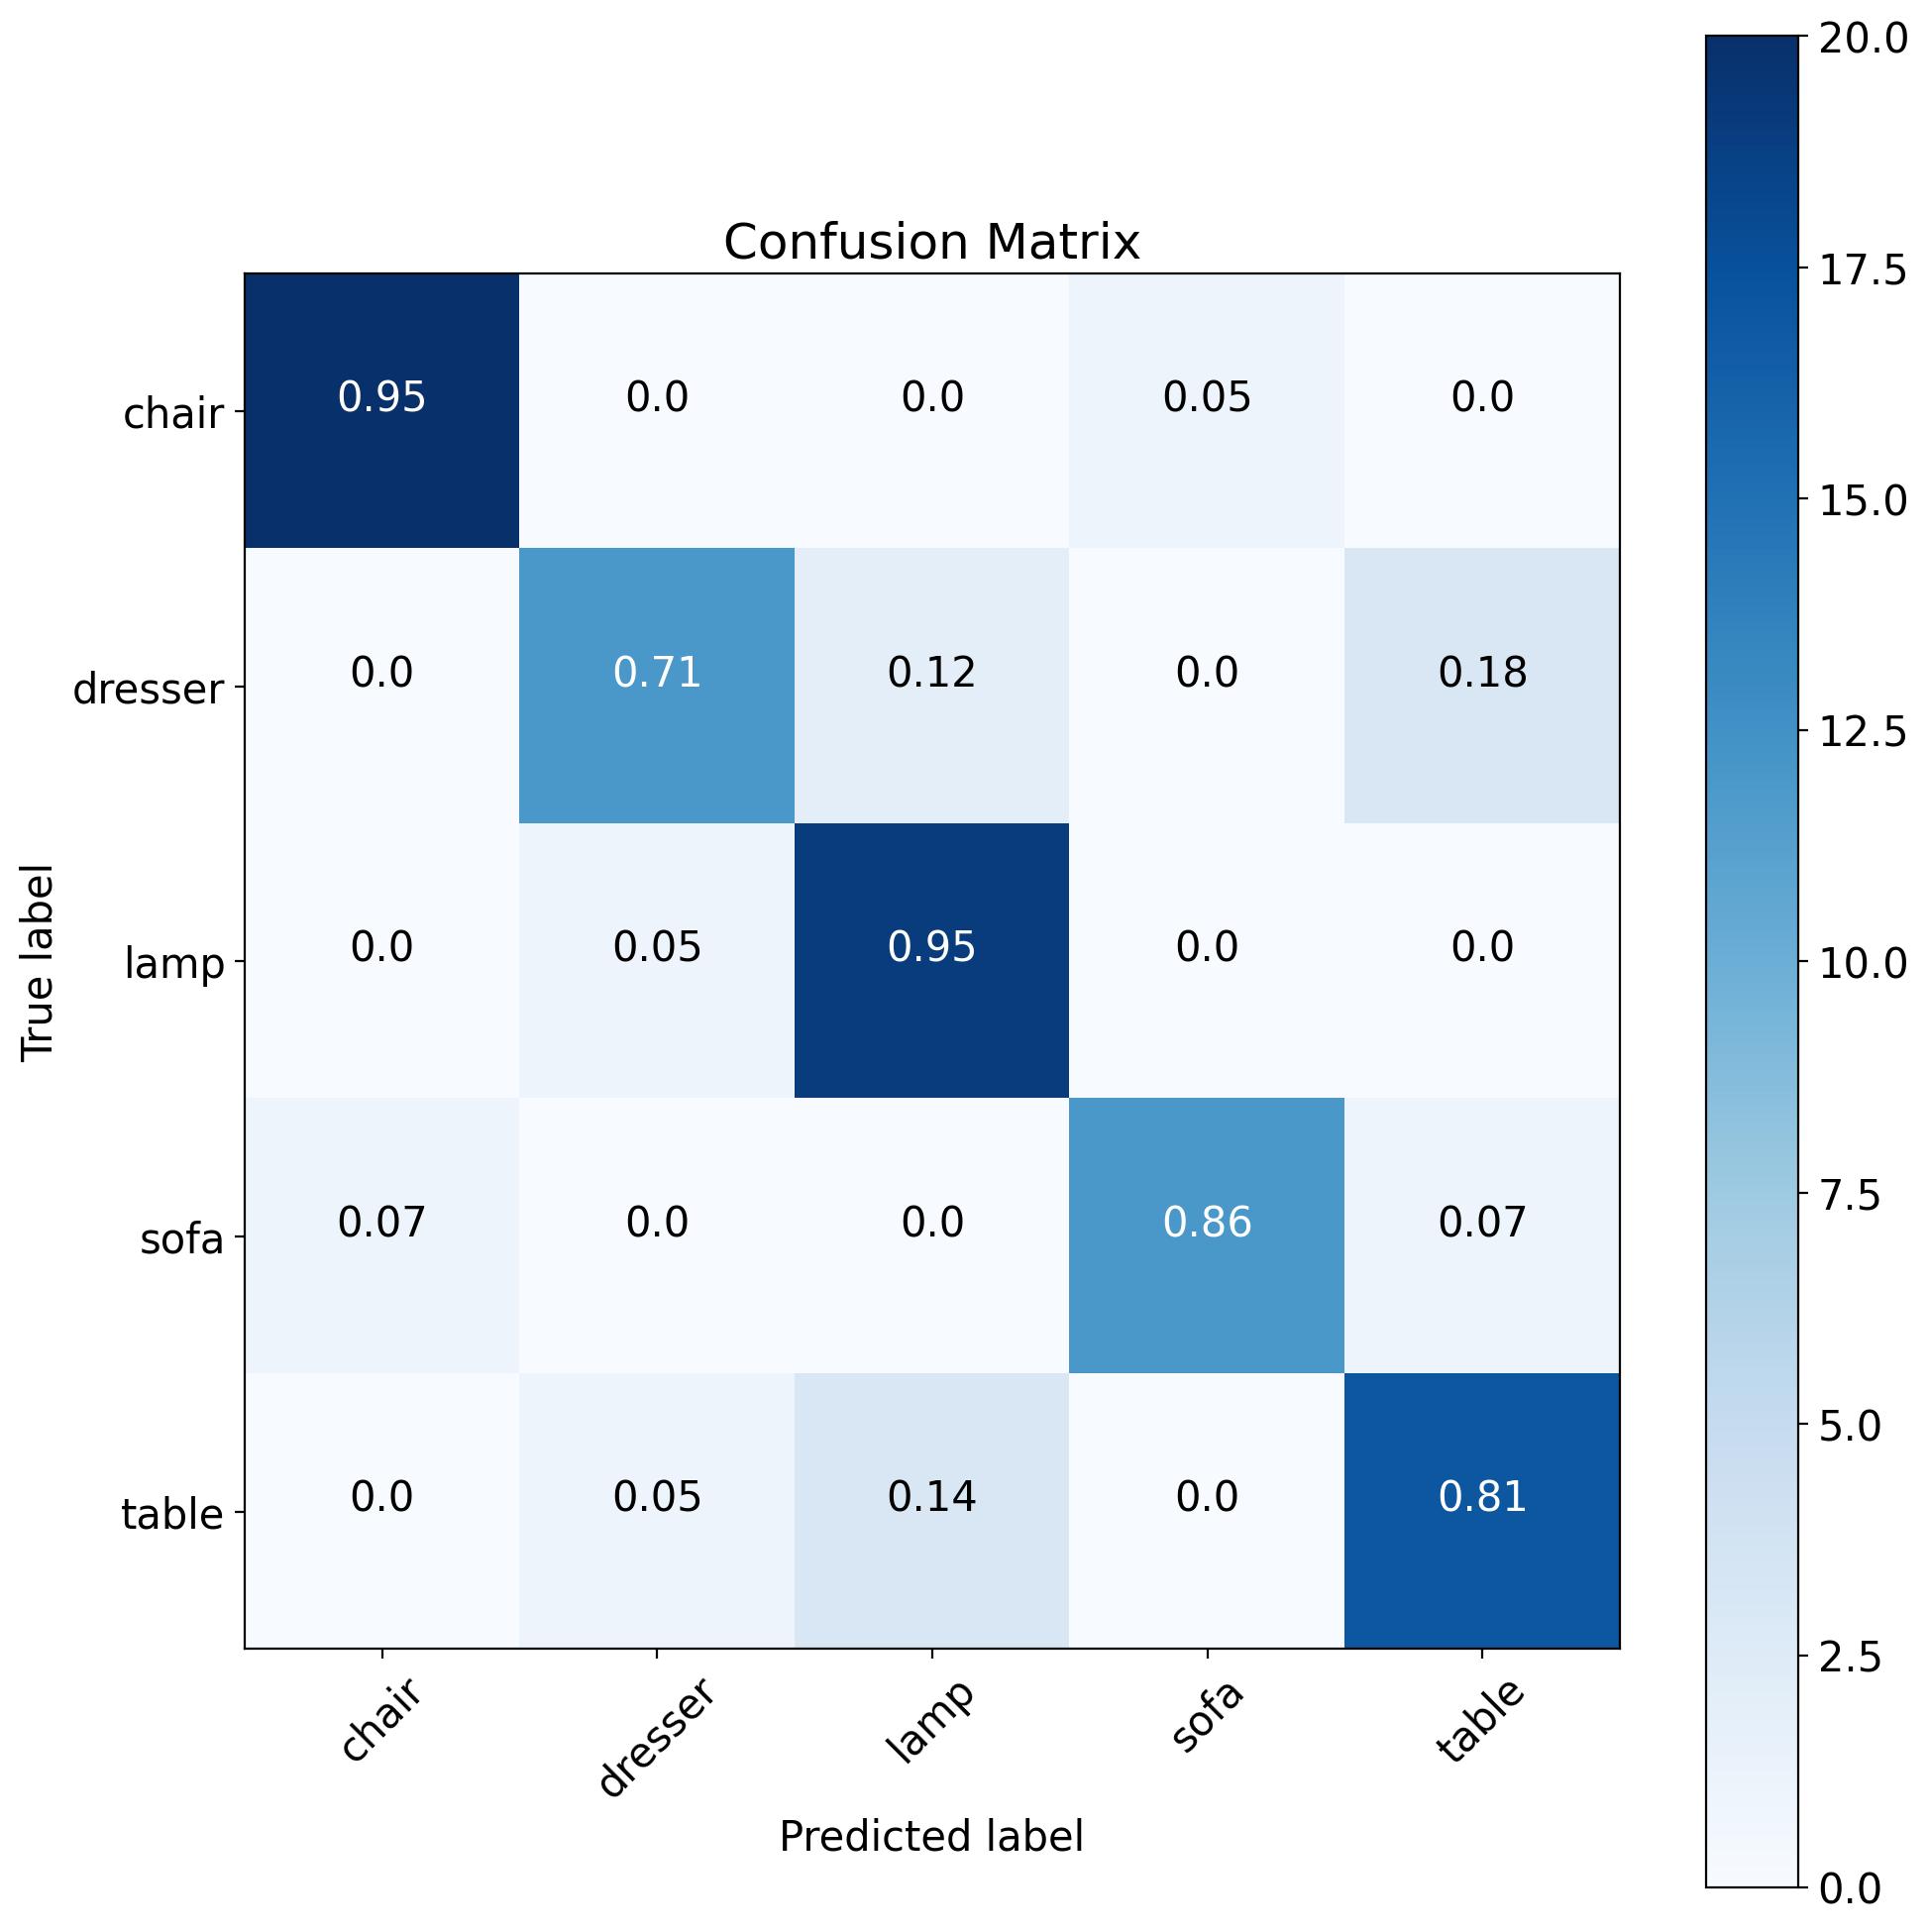 Confusion Matrix
True label
chair 0.95 0.0 0.0 0.05 0.0
dresser 0.0 0.71 0.12 0.0 0.18
lamp 0.0 0.05 0.95 0.0 0.0
sofa 0.07 0.0 0.0 0.86 0.07
table 0.0 0.05 0.14 0.0 0.81
chair dresser lamp sofa table
Predicted label
20.0
17.5
15.0
12.5
10.0
7.5
5.0
2.5
0.0